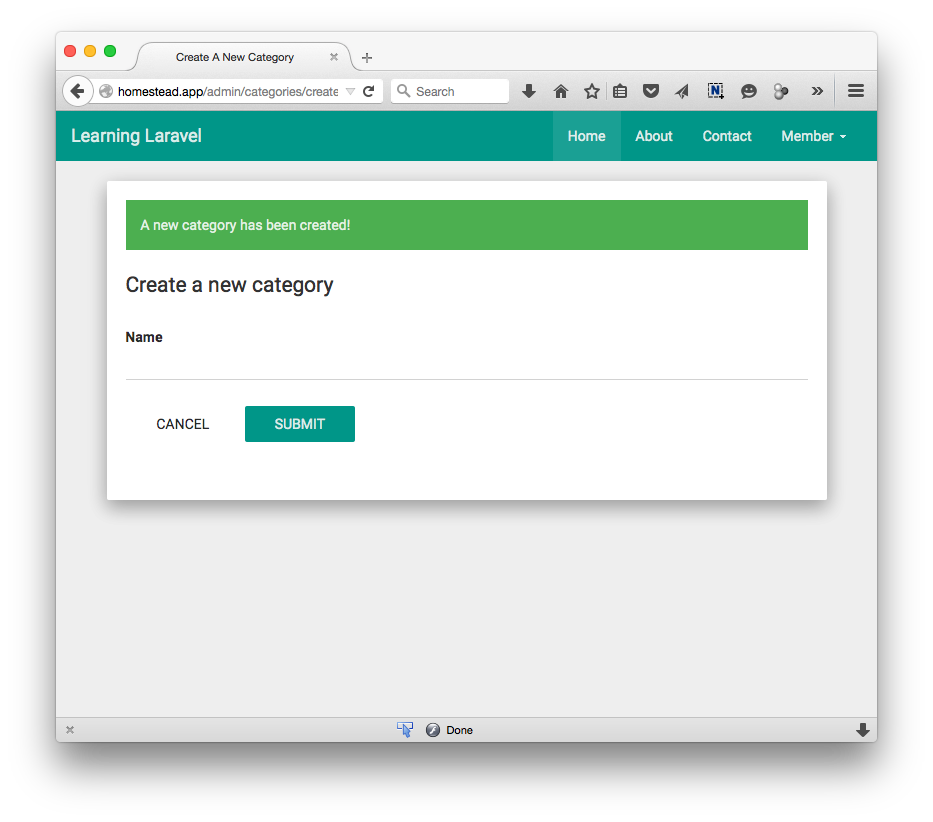 Create A New Category
homestead.app/admin/categories/create
Search
N
Learning Laravel
Home
About
Contact
Member
A new category has been created!
Create a new category
Name
CANCEL
SUBMIT
Done